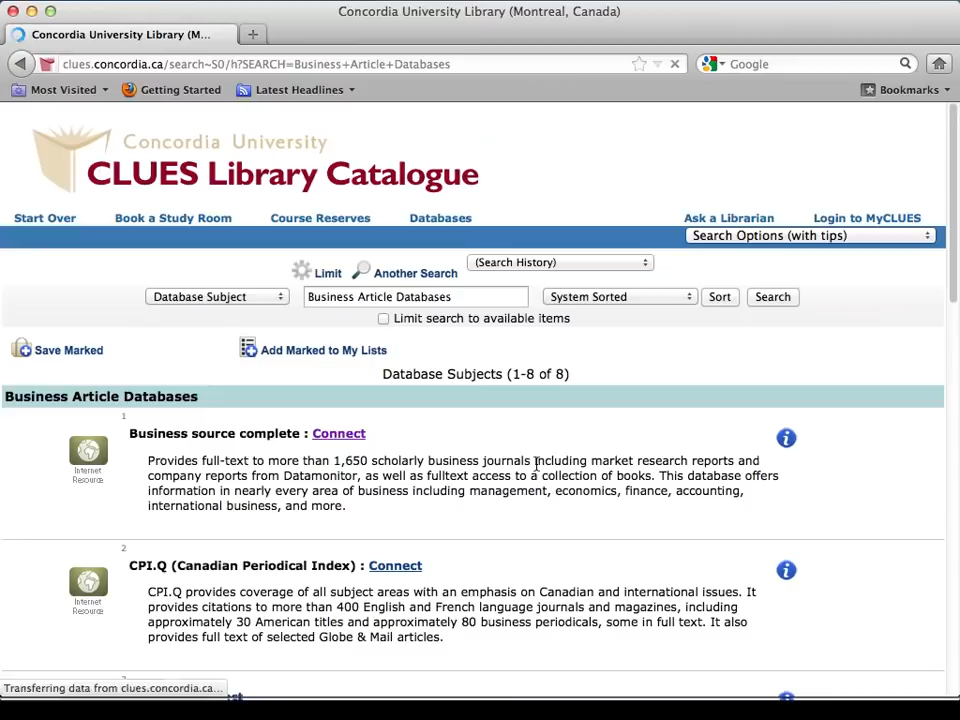 Concordia University Library (Montreal, Canada)
Concordia University Library (M...
clues.concordia.ca/search~S0/h?SEARCH=Business+Article+Databases
Google
Most Visited
Getting Started
Latest Headlines
Bookmarks
Concordia University
CLUES Library Catalogue
Start Over
Book a Study Room
Course Reserves
Databases
Ask a Librarian
Login to MyCLUES
Search Options (with tips)
Limit
Another Search
(Search History)
Database Subject
Business Article Databases
System Sorted
Sort
Search
Limit search to available items
Save Marked
Add Marked to My Lists
Database Subjects (1-8 of 8)
Business Article Databases
1
Business source complete : Connect
Internet
Resource
Provides full-text to more than 1,650 scholarly business journals including market research reports and
company reports from Datamonitor, as well as fulltext access to a collection of books. This database offers
information in nearly every area of business including management, economics, finance, accounting,
international business, and more.
2
CPI.Q (Canadian Periodical Index) : Connect
Internet
Resource
CPI.Q provides coverage of all subject areas with an emphasis on Canadian and international issues. It
provides citations to more than 400 English and French language journals and magazines, including
approximately 30 American titles and approximately 80 business periodicals, some in full text. It also
provides full text of selected Globe & Mail articles.
Transferring data from clues.concordia.ca...